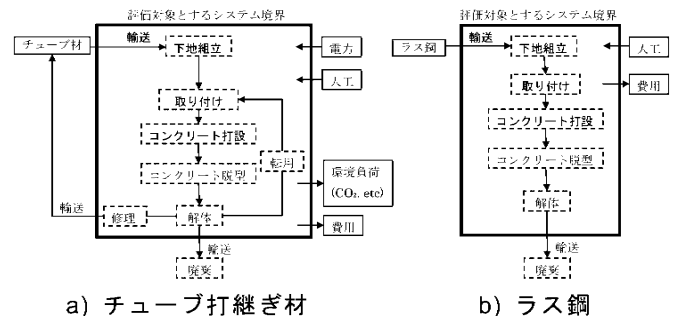 評価対象とするシステム境界
チューブ材
輸送
下地組立
電力
人工
取り付け
コンクリート打設
転用
コンクリート脱型
環境負荷
(CO₂. etc)
輸送
修理
解体
費用
輸送
廃棄
a) チューブ打継ぎ材
評価対象とするシステム境界
ラス鋼
輸送
下地組立
人工
取り付け
費用
コンクリート打設
コンクリート脱型
解体
輸送
廃棄
b) ラス鋼